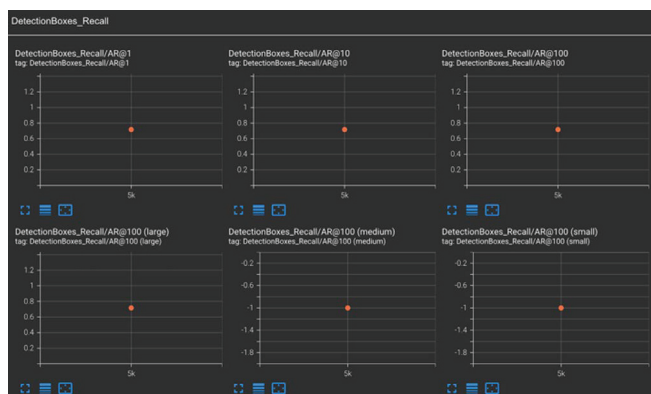 DetectionBoxes_Recall
DetectionBoxes_Recall/AR@1
tag: DetectionBoxes_Recall/AR@1
1.2
1
0.8
0.6
0.4
0.2
5k
DetectionBoxes_Recall/AR@10
tag: DetectionBoxes_Recall/AR@10
1.2
1
0.8
0.6
0.4
0.2
5k
DetectionBoxes_Recall/AR@100
tag: DetectionBoxes_Recall/AR@100
1.2
1
0.8
0.6
0.4
0.2
5k
DetectionBoxes_Recall/AR@100 (large)
tag: DetectionBoxes_Recall/AR@100 (large)
1.2
1
0.8
0.6
0.4
0.2
5k
DetectionBoxes_Recall/AR@100 (medium)
tag: DetectionBoxes_Recall/AR@100 (medium)
-0.2
-0.6
-1
-1.4
-1.8
5k
DetectionBoxes_Recall/AR@100 (small)
tag: DetectionBoxes_Recall/AR@100 (small)
-0.2
-0.6
-1
-1.4
-1.8
5k